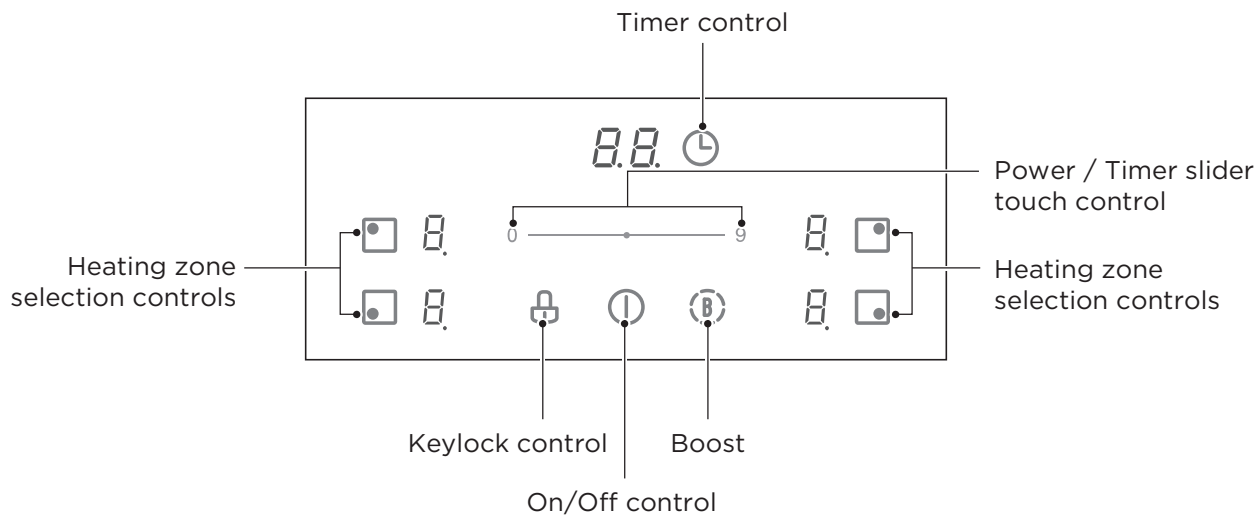 Timer control
8.8.
Power / Timer slider
touch control
8. 0 9 8.
Heating zone
selection controls
Heating zone
selection controls
8. B 8.
Keylock control
Boost
On/Off control